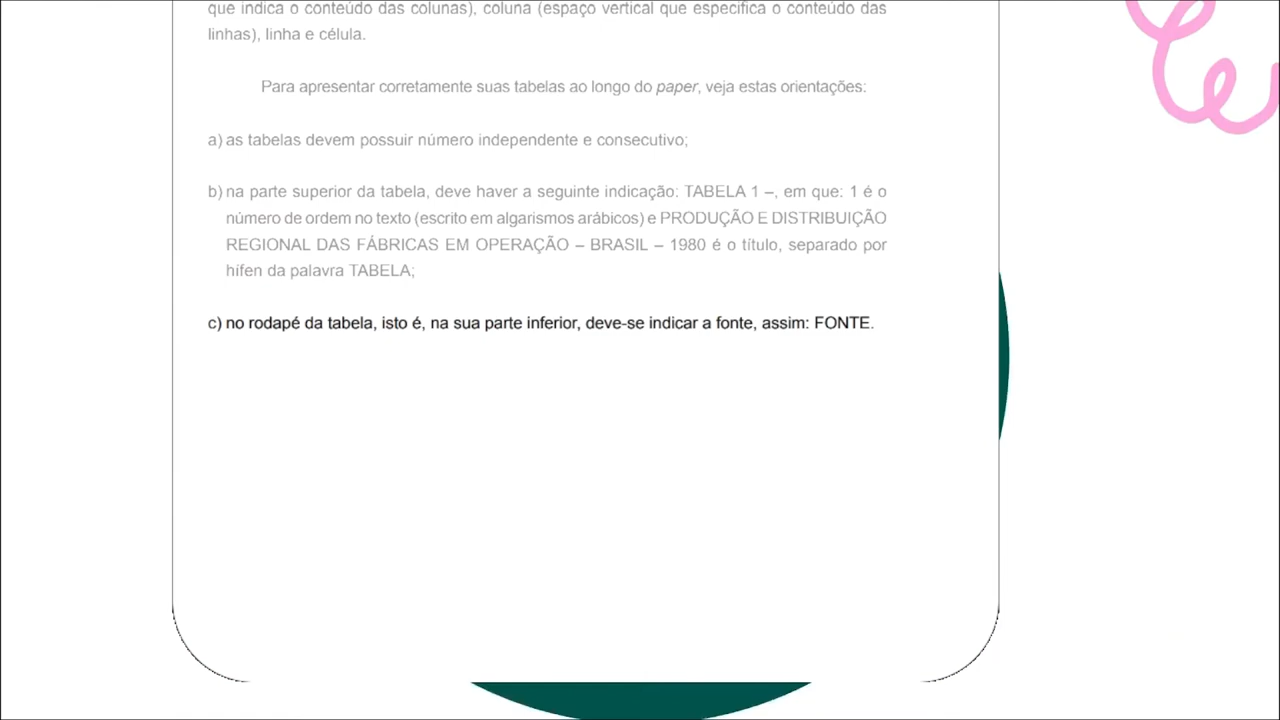 que indica o conteúdo das colunas), coluna (espaço vertical que especifica o conteúdo das
linhas), linha e célula.
Para apresentar corretamente suas tabelas ao longo do paper, veja estas orientações:
a) as tabelas devem possuir número independente e consecutivo;
b) na parte superior da tabela, deve haver a seguinte indicação: TABELA 1 –, em que: 1 é o
número de ordem no texto (escrito em algarismos arábicos) e PRODUÇÃO E DISTRIBUIÇÃO
REGIONAL DAS FÁBRICAS EM OPERAÇÃO – BRASIL – 1980 é o título, separado por
hífen da palavra TABELA;
c) no rodapé da tabela, isto é, na sua parte inferior, deve-se indicar a fonte, assim: FONTE.